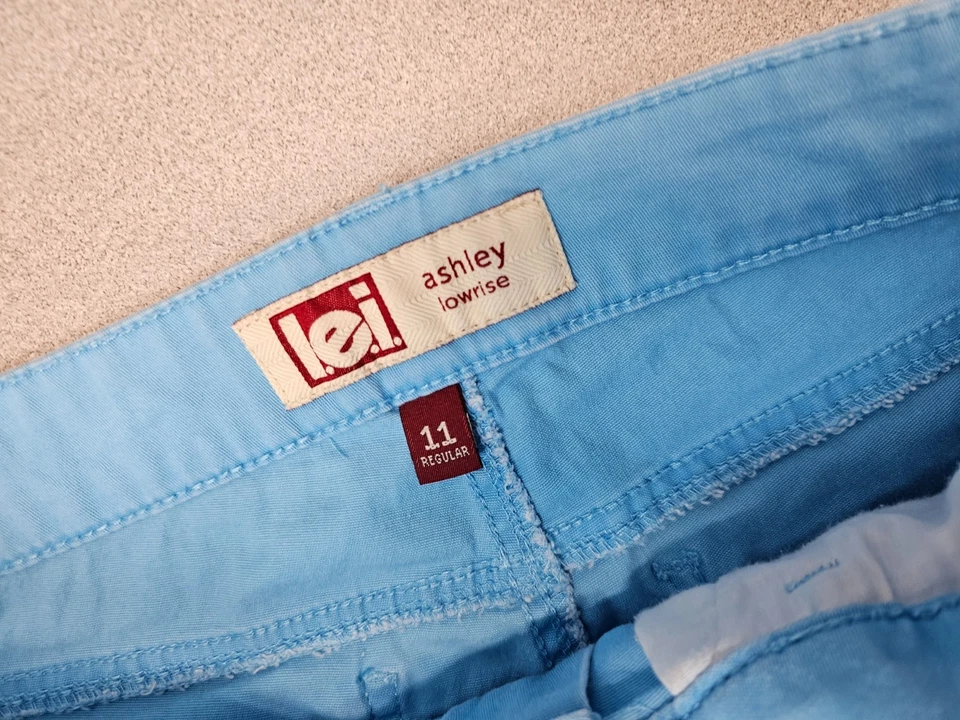 l.e.i.
ashley
lowrise
11
REGULAR